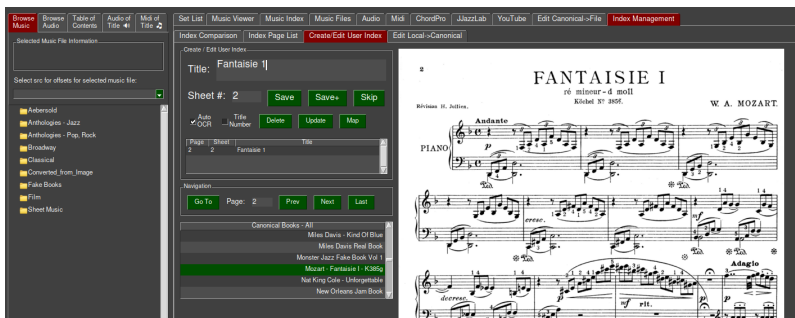 Browse Music
Browse Audio
Table of Contents
Audio of Title
Midi of Title
Set List
Music Viewer
Music Index
Music Files
Audio
Midi
ChordPro
JJazzLab
YouTube
Edit Canonical->File
Index Management
Selected Music File Information
Select src for offsets for selected music file:
Aebersold
Anthologies - Jazz
Anthologies - Pop, Rock
Broadway
Classical
Converted_from_Image
Fake Books
Film
Sheet Music
Index Comparison
Index Page List
Create/Edit User Index
Edit Local->Canonical
Create / Edit User Index
Title: Fantaisie 1
Sheet #: 2
Save
Save+
Skip
Auto OCR
Title Number
Delete
Update
Map
Page Sheet Title
2 2 Fantaisie 1
Navigation
Go To
Page: 2
Prev
Next
Last
Canonical Books - All
Miles Davis - Kind Of Blue
Miles Davis Real Book
Monster Jazz Fake Book Vol 1
Mozart - Fantaisie I - K385g
Nat King Cole - Unforgettable
New Orleans Jam Book
2
FANTAISIE I
ré mineur-d moll
Köchel Nº 385f.
Révision H. Jullien.
W. A. MOZART.
Andante
PIANO
p
cresc.
mf
Adagio
decresc.
p
mf rit.